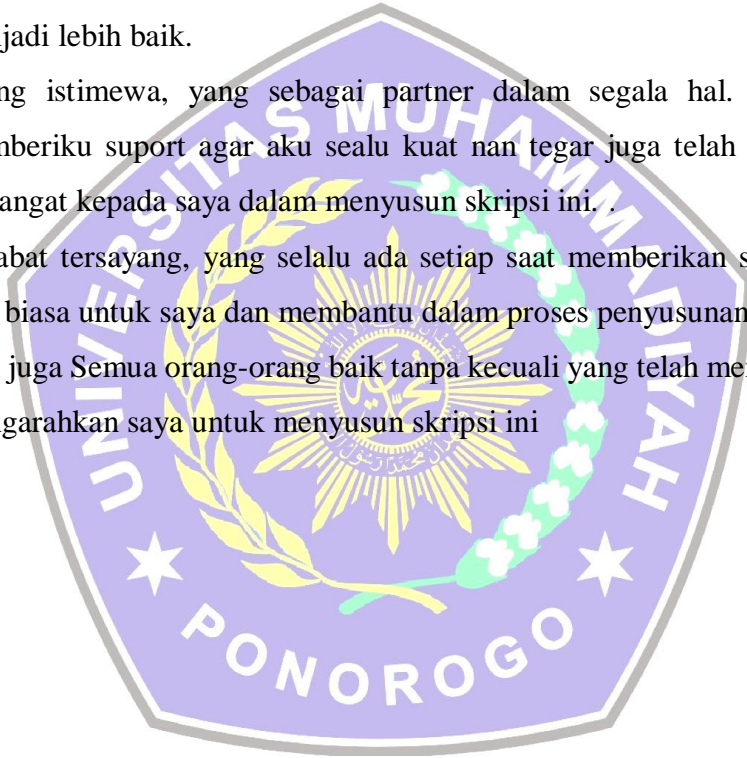 jadi lebih baik.
ng istimewa, yang sebagai partner dalam segala hal.
mberiku suport agar aku sealu kuat nan tegar juga telah
angat kepada saya dalam menyusun skripsi ini. .
abat tersayang, yang selalu ada setiap saat memberikan s
biasa untuk saya dan membantu dalam proses penyusunan
juga Semua orang-orang baik tanpa kecuali yang telah me
garahkan saya untuk menyusun skripsi ini
UNIVERSITAS MUHAMMADIYAH
PONOROGO